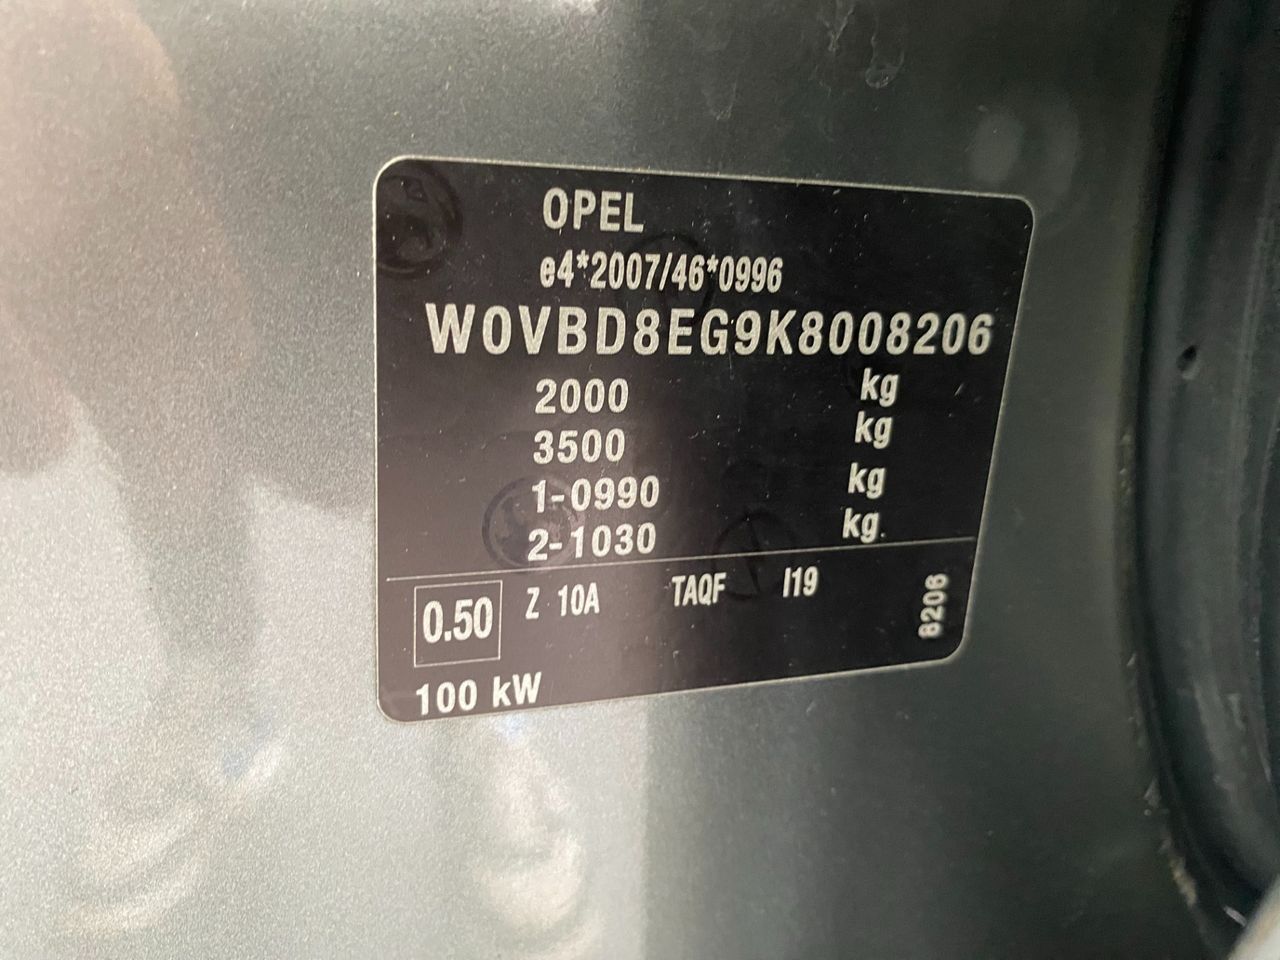 OPEL
e4*2007/46*0996
W0VBD8EG9K8008206
2000 kg
3500 kg
1-0990 kg
2-1030 kg.
0.50 Z 10A TAQF I19
8206
100 kW